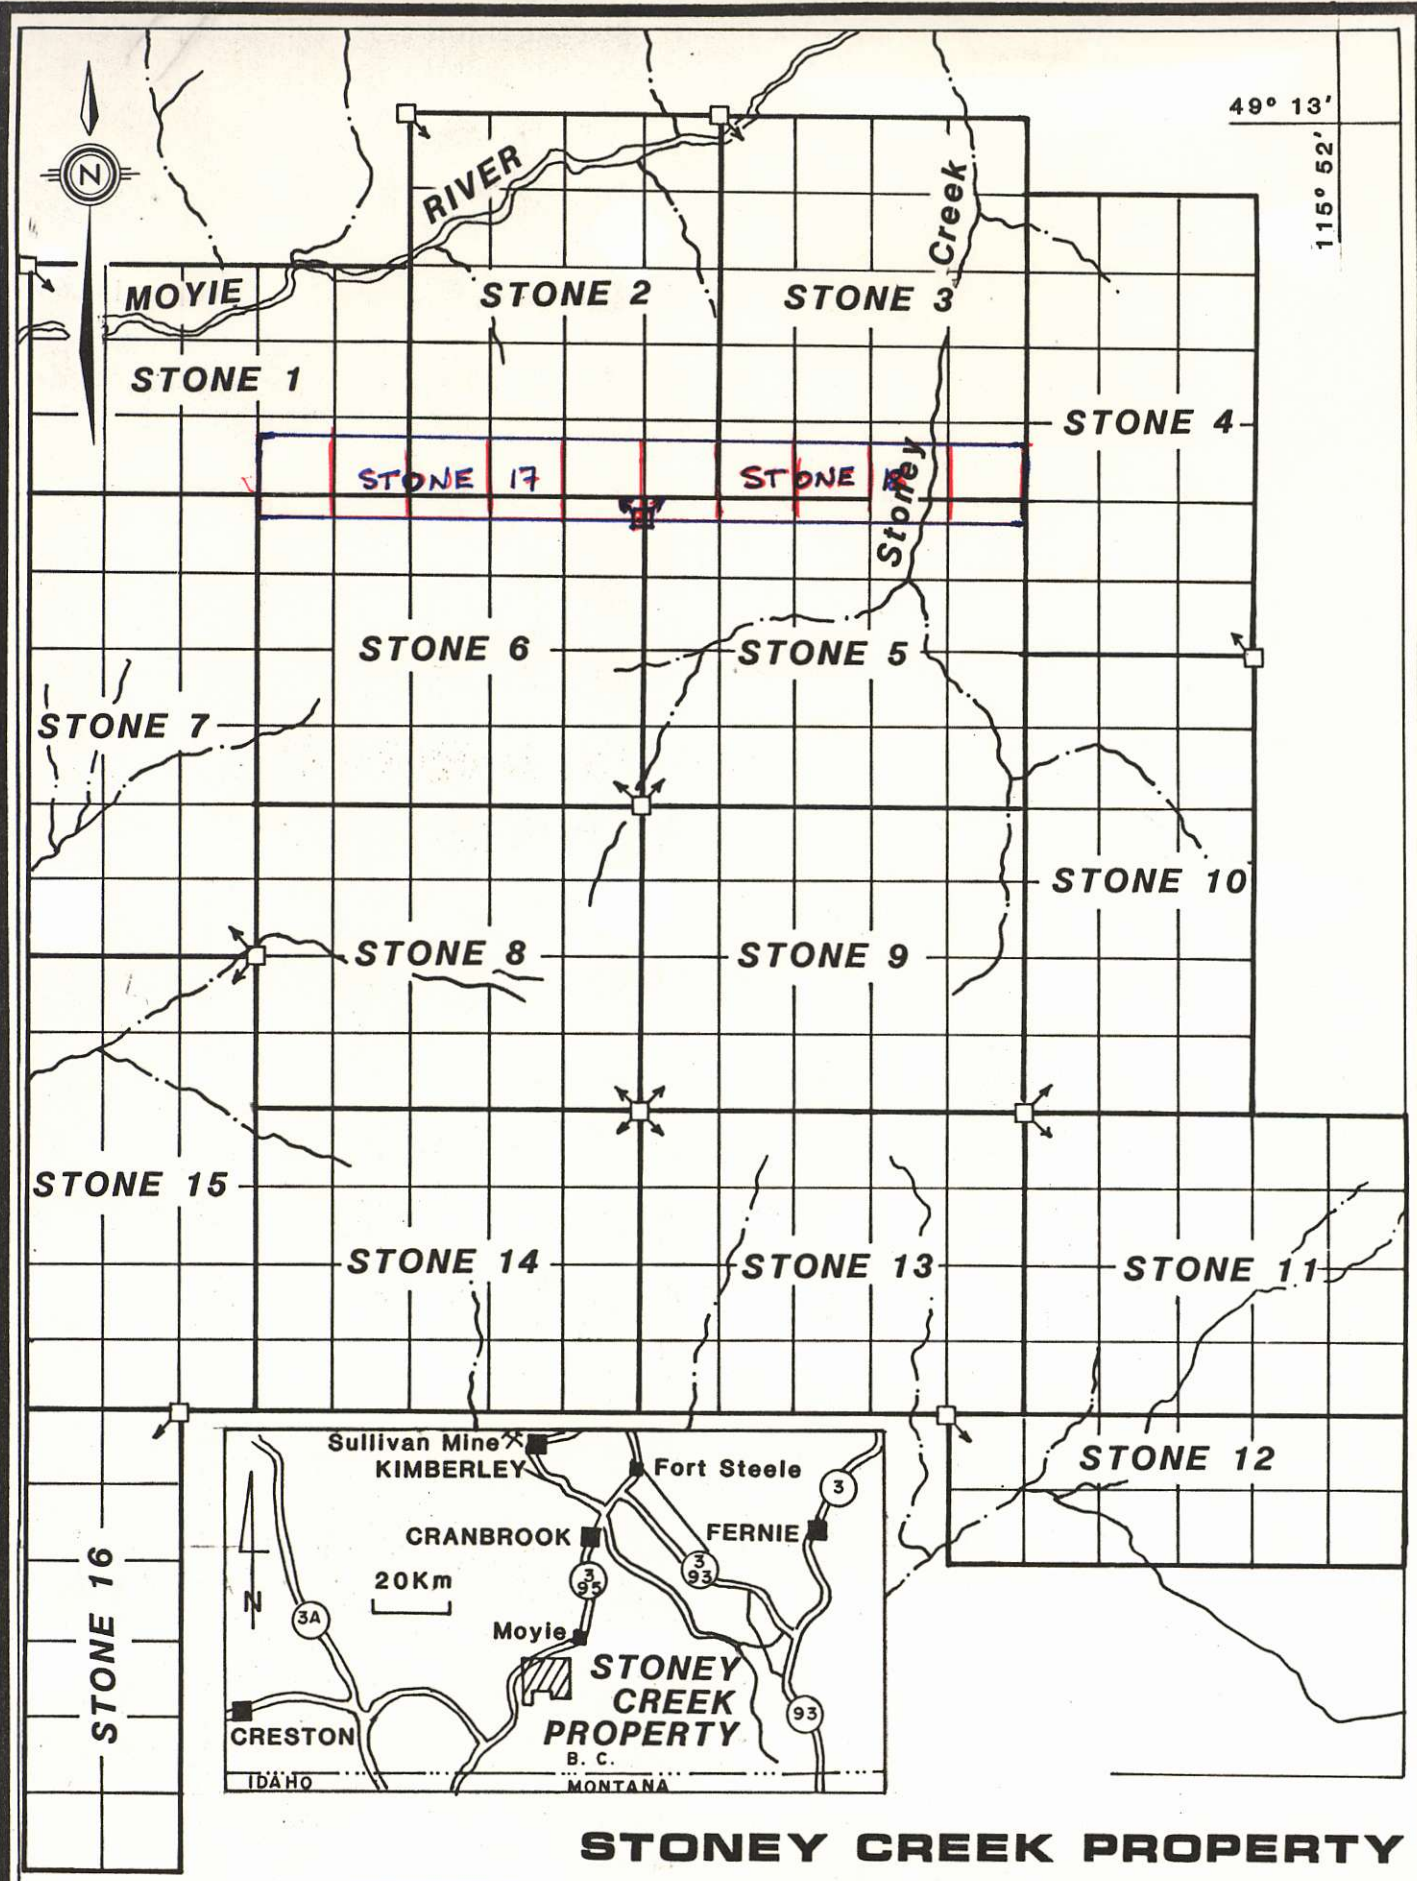 49° 13'
115° 52'
N
RIVER
MOYIE
Creek
STONE 2
STONE 3
STONE 1
STONE 4
STONE 17
STONE
Stoney
STONE 6
STONE 5
STONE 7
STONE 10
STONE 8
STONE 9
STONE 15
STONE 14
STONE 13
STONE 11
STONE 12
STONE 16
Sullivan Mine
KIMBERLEY
Fort Steele
3
CRANBROOK
FERNIE
3
93
3
95
20Km
N
3A
Moyie
STONEY
CREEK
PROPERTY
93
CRESTON
B. C.
IDAHO
MONTANA
STONEY CREEK PROPERTY